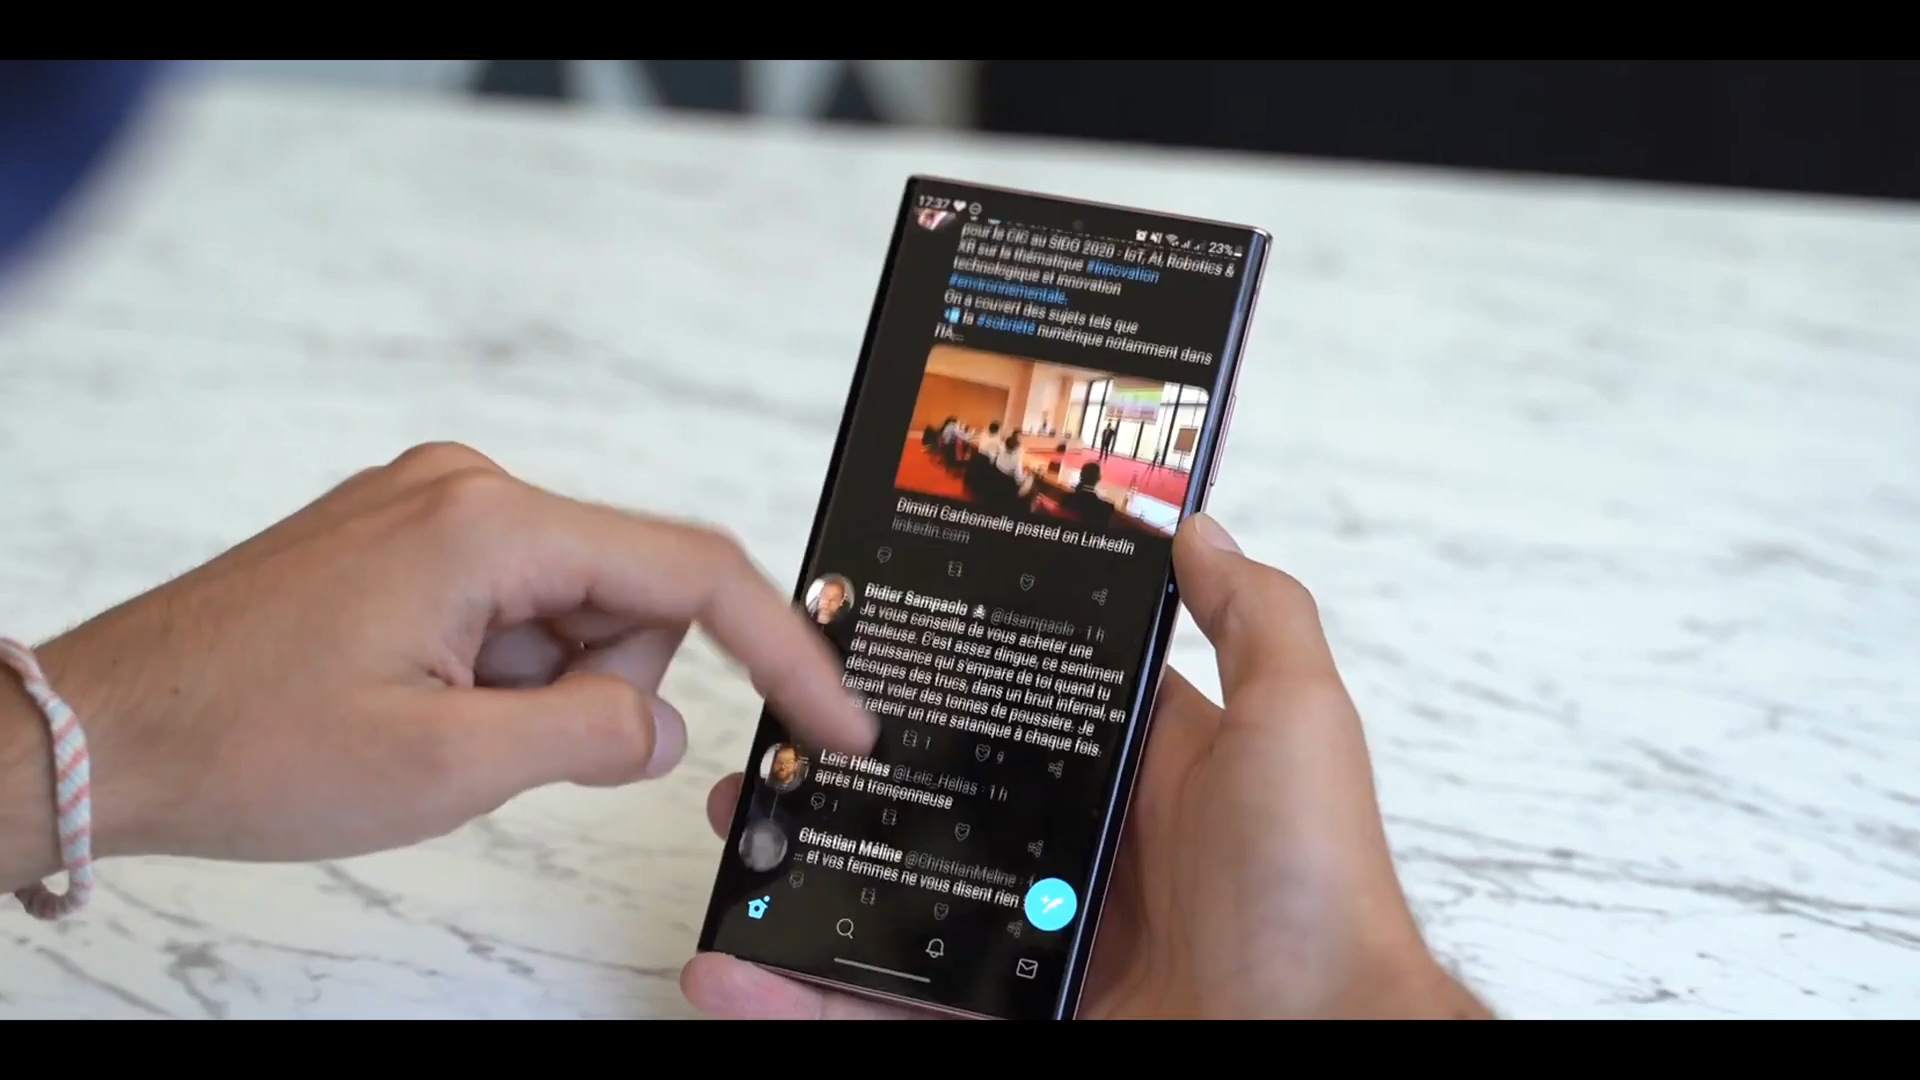 17:37
23%
pour le CIC au SIDO 2020 - IoT, AI, Robotics &
XR sur la thématique #Innovation
technologique et innovation
#environnementale.
On a couvert des sujets tels que
la #sobriété numérique notamment dans
l'IA...
Dimitri Carbonnelle posted on LinkedIn
linkedin.com
Didier Sampaolo @dsampaolo · 1 h
Je vous conseille de vous acheter une
meuleuse. C'est assez dingue, ce sentiment
de puissance qui s'empare de toi quand tu
découpes des trucs, dans un bruit infernal, en
faisant voler des tonnes de poussière. Je
retenir un rire satanique à chaque fois.
1 9
Loïc Hélias @Loic_Helias · 1 h
après la tronçonneuse
1
Christian Méline @ChristianMeline ·
... et vos femmes ne vous disent rien